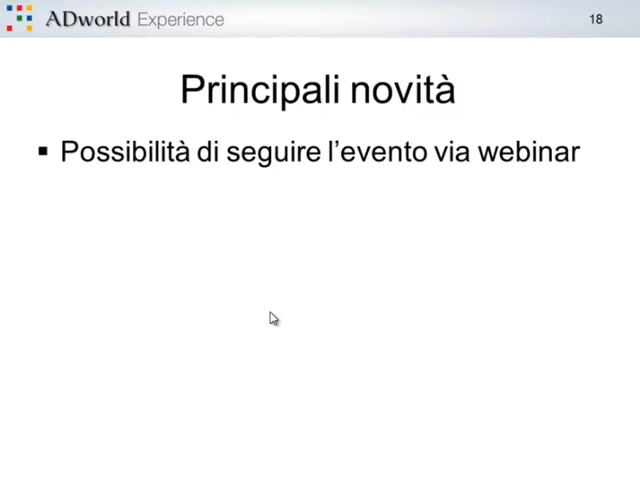 ADworld Experience
18
Principali novità
▪ Possibilità di seguire l'evento via webinar